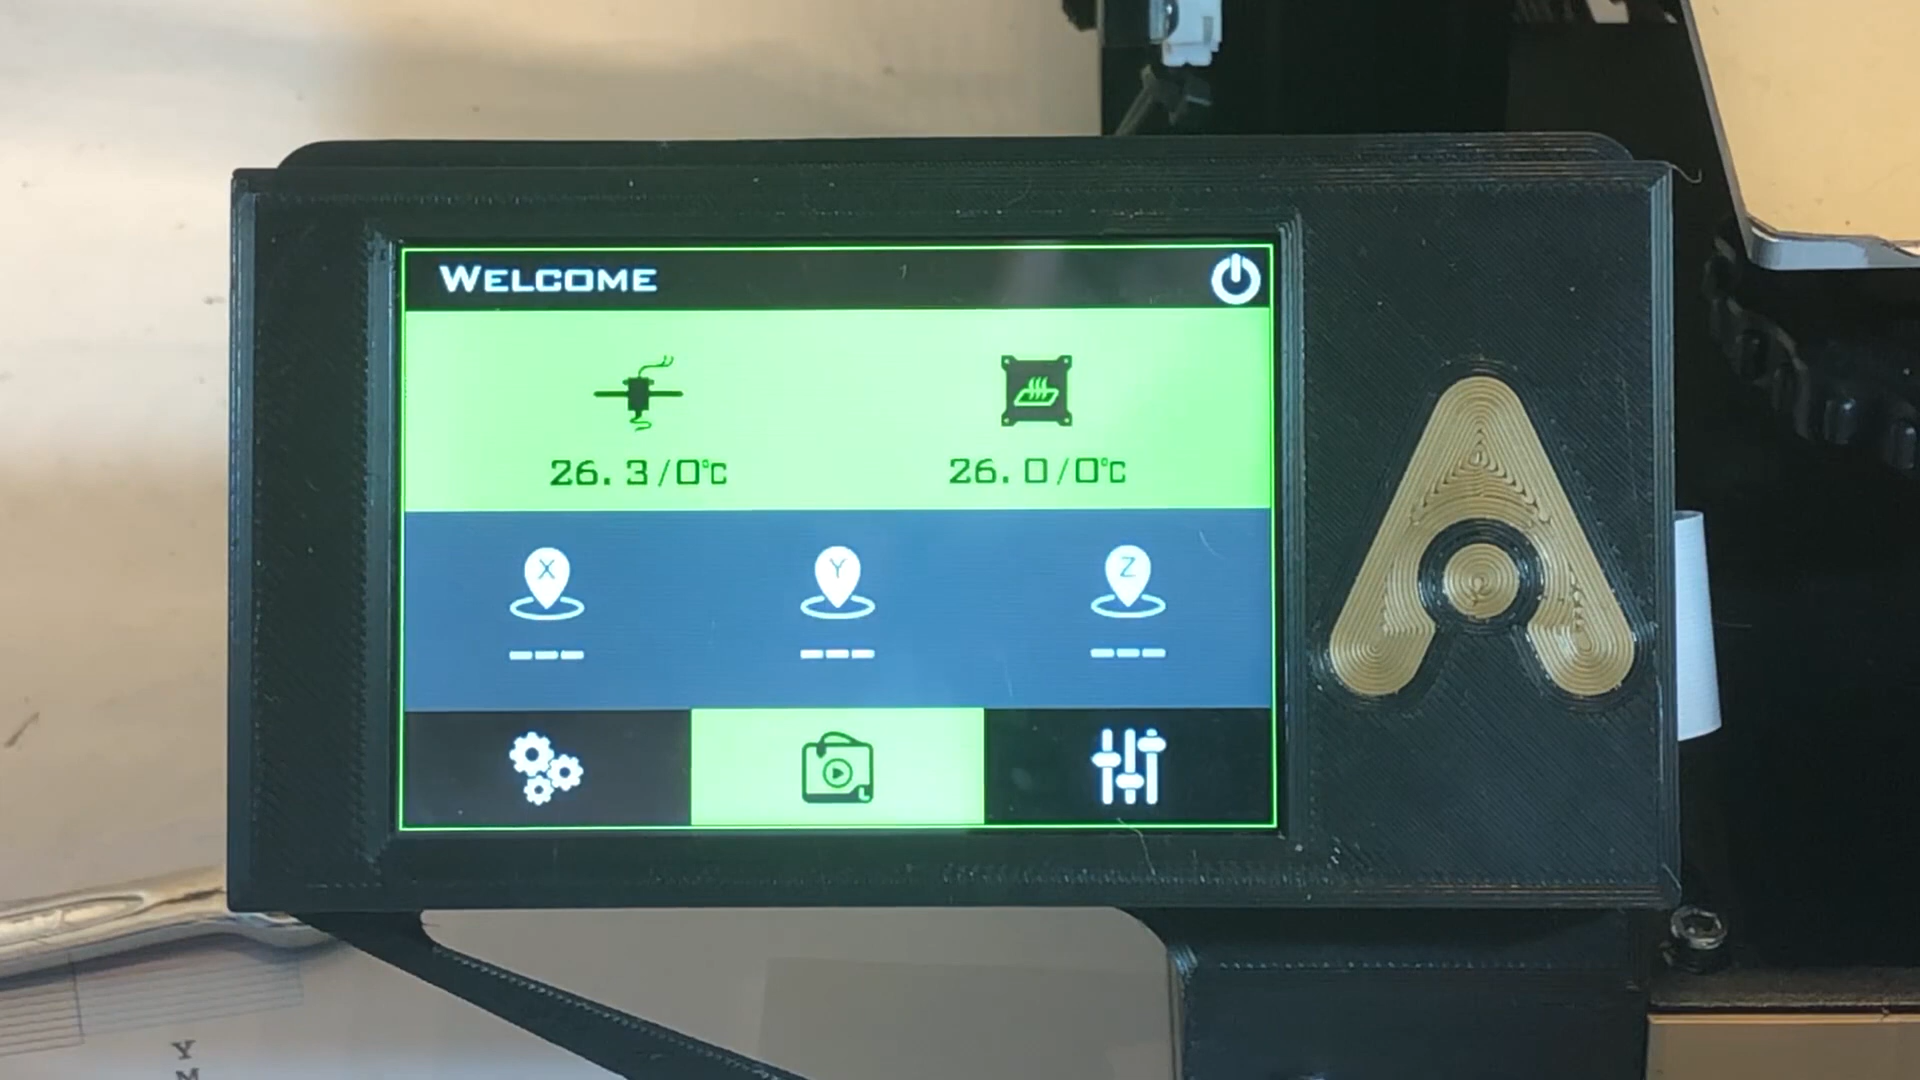 WELCOME
26.3/0°C 26.0/0°C
X Y Z
--- --- ---
Y
M